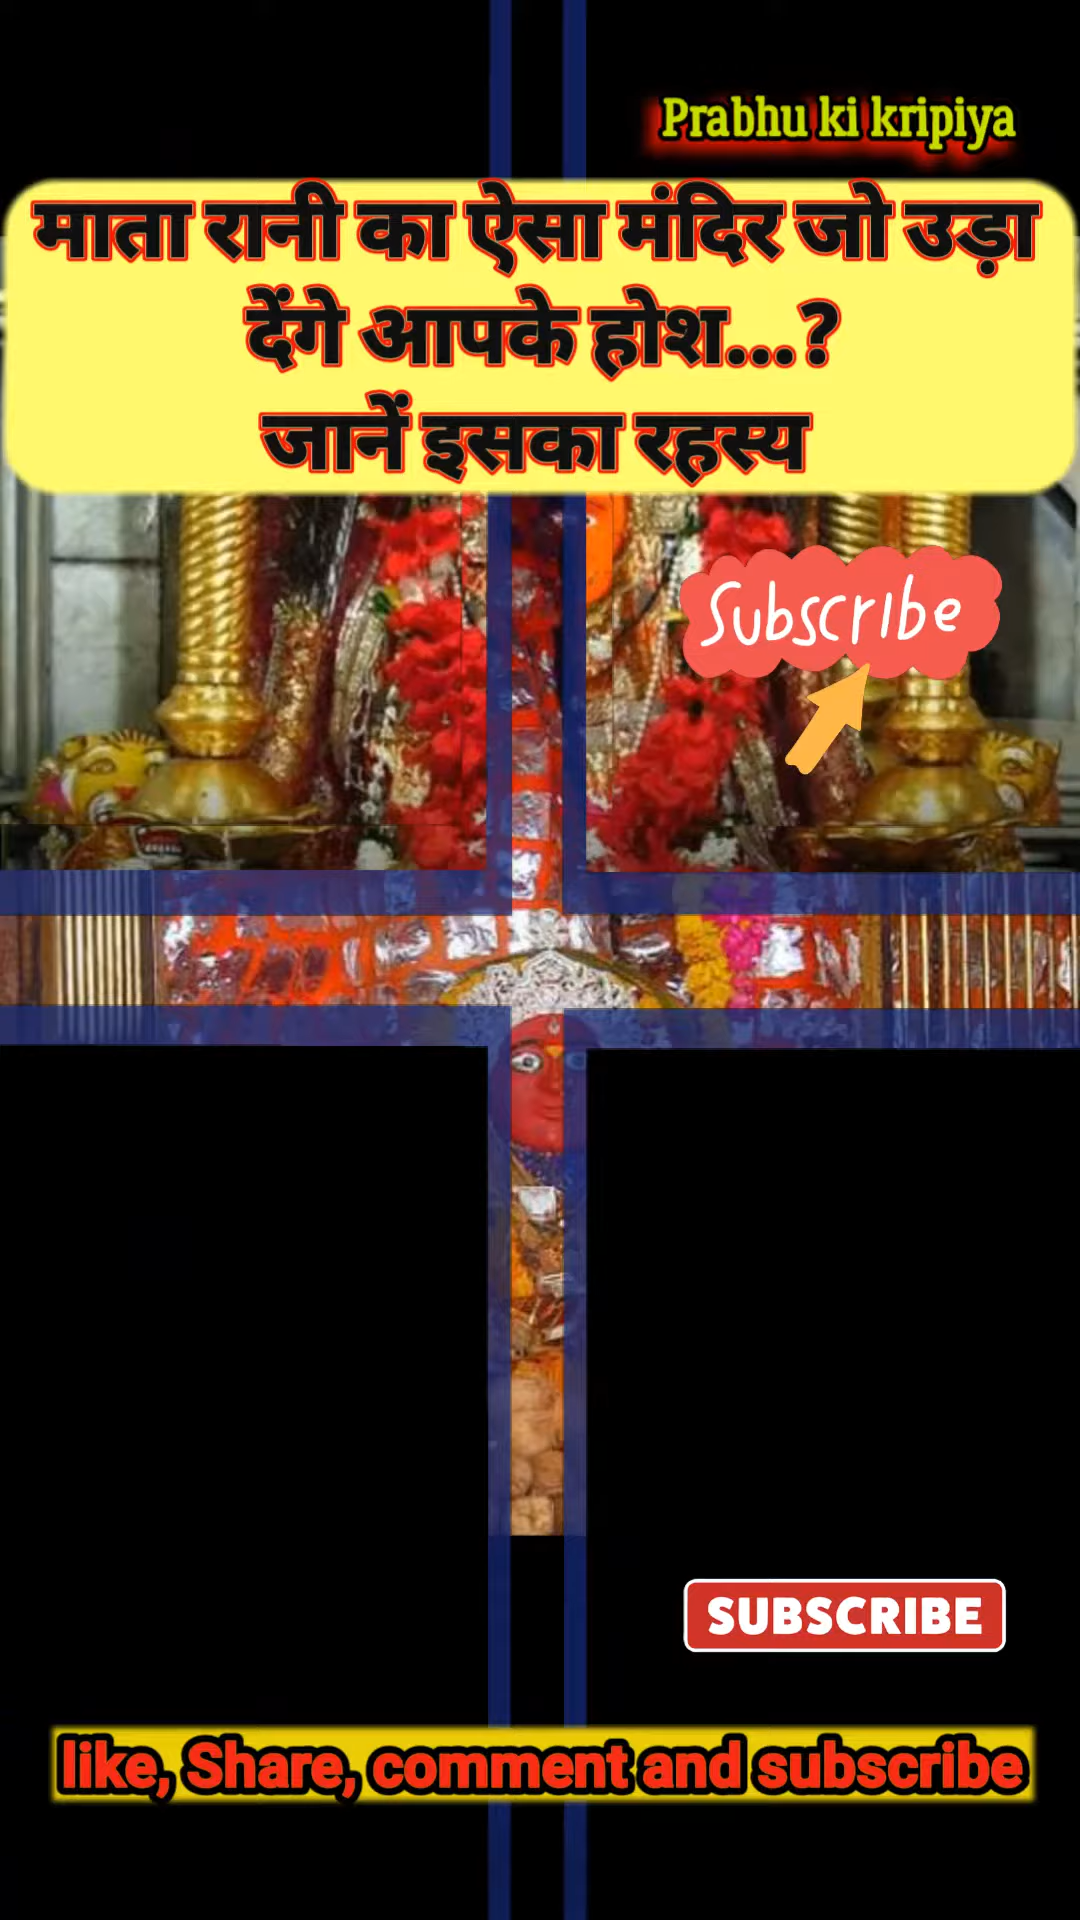 Prabhu ki kripiya
माता रानी का ऐसा मंदिर जो उड़ा
देंगे आपके होश...?
जानें इसका रहस्य
Subscribe
SUBSCRIBE
like, Share, comment and subscribe